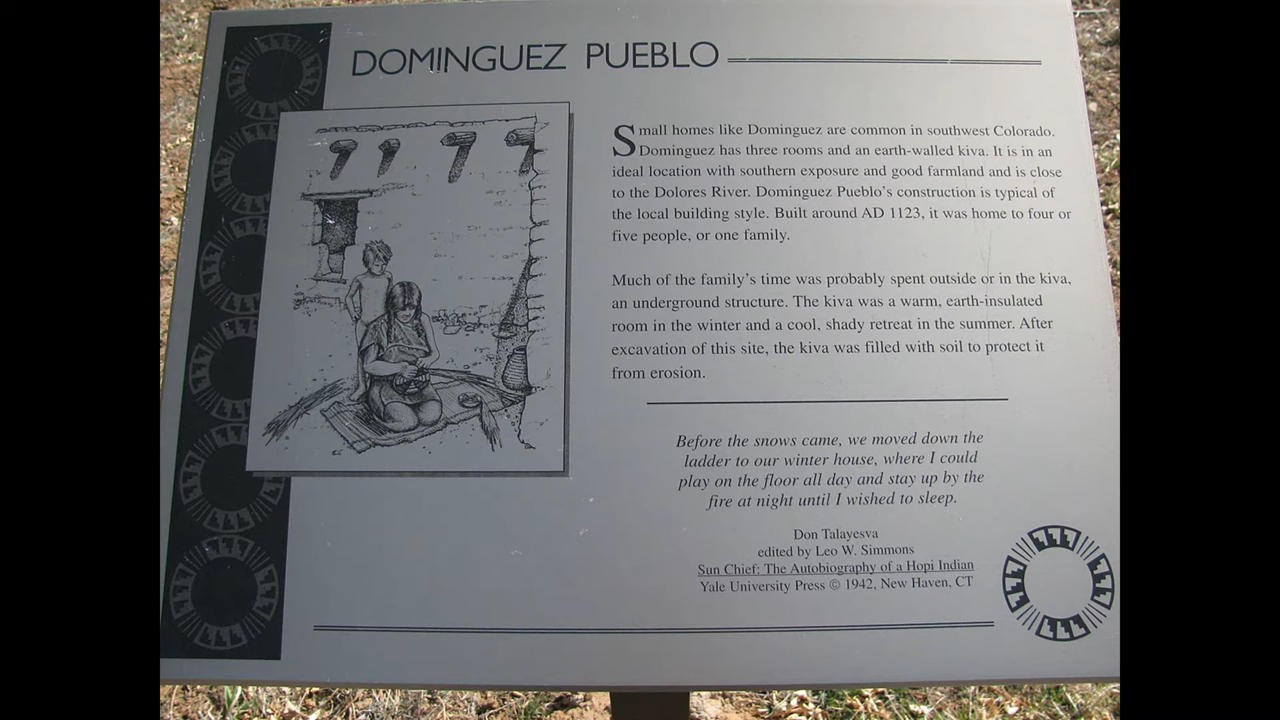 DOMINGUEZ PUEBLO
Small homes like Dominguez are common in southwest Colorado.
Dominguez has three rooms and an earth-walled kiva. It is in an
ideal location with southern exposure and good farmland and is close
to the Dolores River. Dominguez Pueblo's construction is typical of
the local building style. Built around AD 1123, it was home to four or
five people, or one family.
Much of the family's time was probably spent outside or in the kiva,
an underground structure. The kiva was a warm, earth-insulated
room in the winter and a cool, shady retreat in the summer. After
excavation of this site, the kiva was filled with soil to protect it
from erosion.
Before the snows came, we moved down the
ladder to our winter house, where I could
play on the floor all day and stay up by the
fire at night until I wished to sleep.
Don Talayesva
edited by Leo W. Simmons
Sun Chief: The Autobiography of a Hopi Indian
Yale University Press © 1942, New Haven, CT